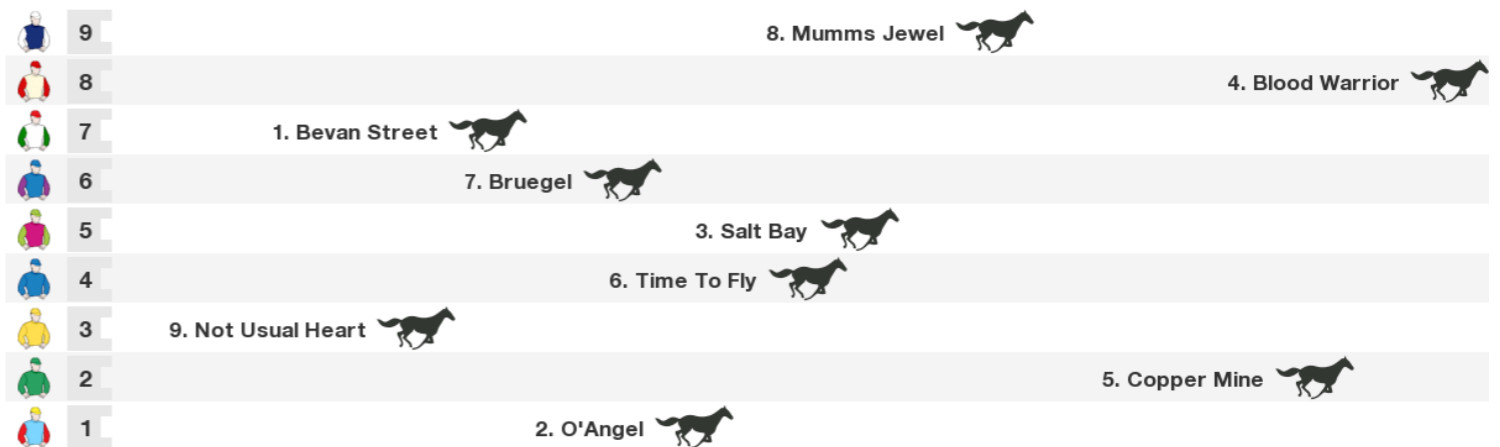 9 8. Mumms Jewel
8 4. Blood Warrior
7 1. Bevan Street
6 7. Bruegel
5 3. Salt Bay
4 6. Time To Fly
3 9. Not Usual Heart
2 5. Copper Mine
1 2. O'Angel